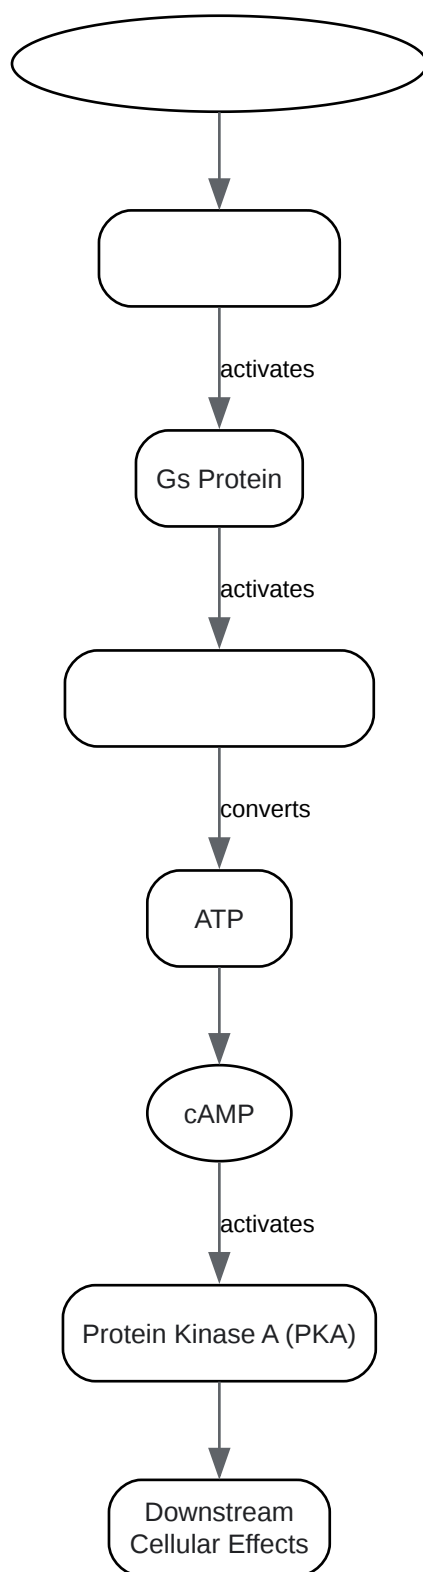 activates
Gs Protein
activates
converts
ATP
cAMP
activates
Protein Kinase A (PKA)
Downstream
Cellular Effects